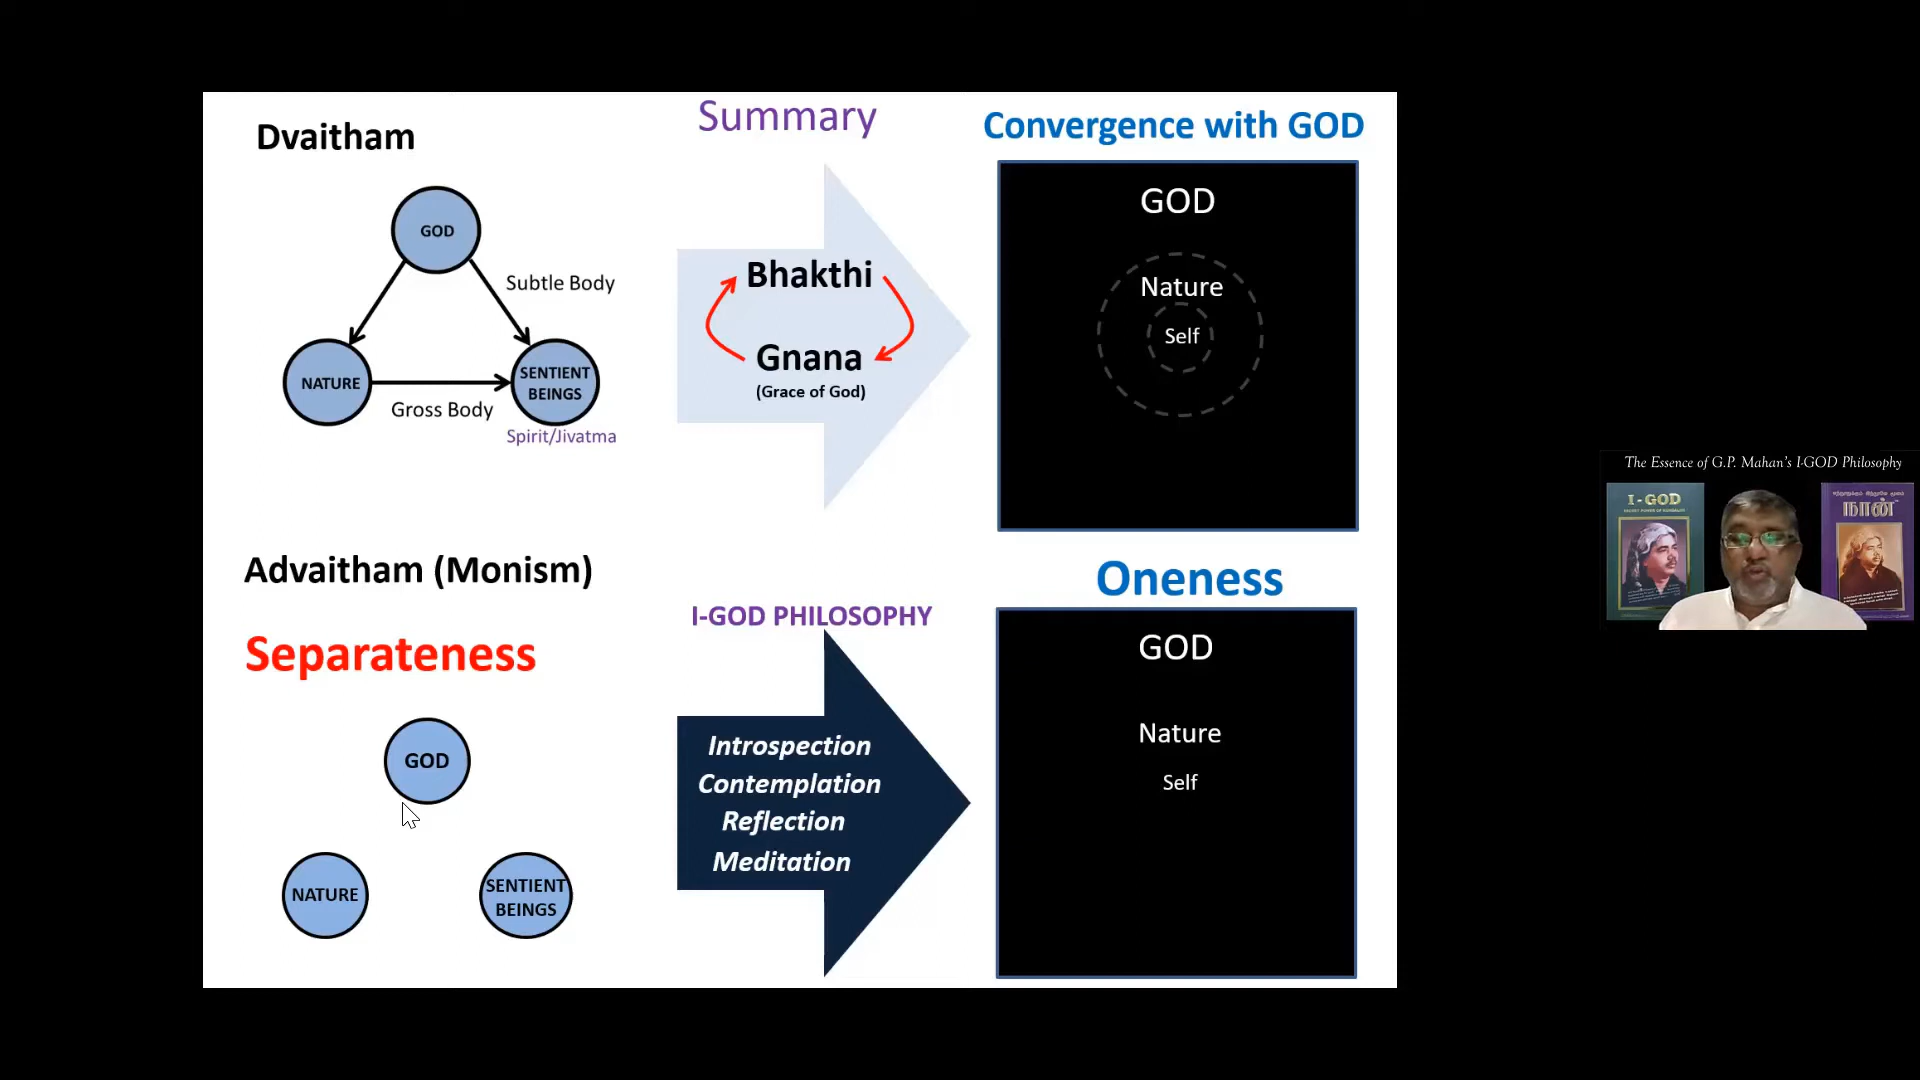 Summary
Dvaitham
GOD
Subtle Body
NATURE
SENTIENT
BEINGS
Gross Body
Spirit/Jivatma
Bhakthi
Gnana
(Grace of God)
Convergence with GOD
GOD
Nature
Self
Advaitham (Monism)
Separateness
GOD
NATURE
SENTIENT
BEINGS
I-GOD PHILOSOPHY
Introspection
Contemplation
Reflection
Meditation
Oneness
GOD
Nature
Self
The Essence of G.P. Mahan's I-GOD Philosophy
I-GOD
நான்